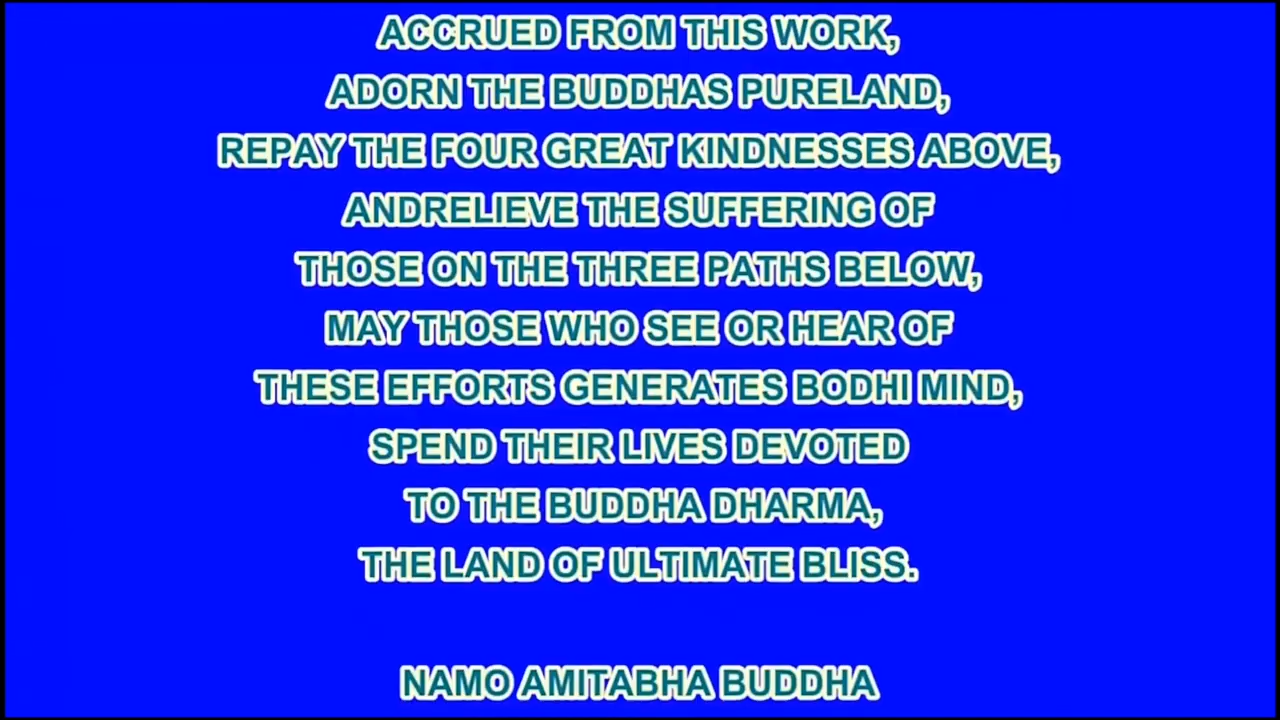 ACCRUED FROM THIS WORK,
ADORN THE BUDDHAS PURELAND,
REPAY THE FOUR GREAT KINDNESSES ABOVE,
ANDRELIEVE THE SUFFERING OF
THOSE ON THE THREE PATHS BELOW,
MAY THOSE WHO SEE OR HEAR OF
THESE EFFORTS GENERATES BODHI MIND,
SPEND THEIR LIVES DEVOTED
TO THE BUDDHA DHARMA,
THE LAND OF ULTIMATE BLISS.
NAMO AMITABHA BUDDHA